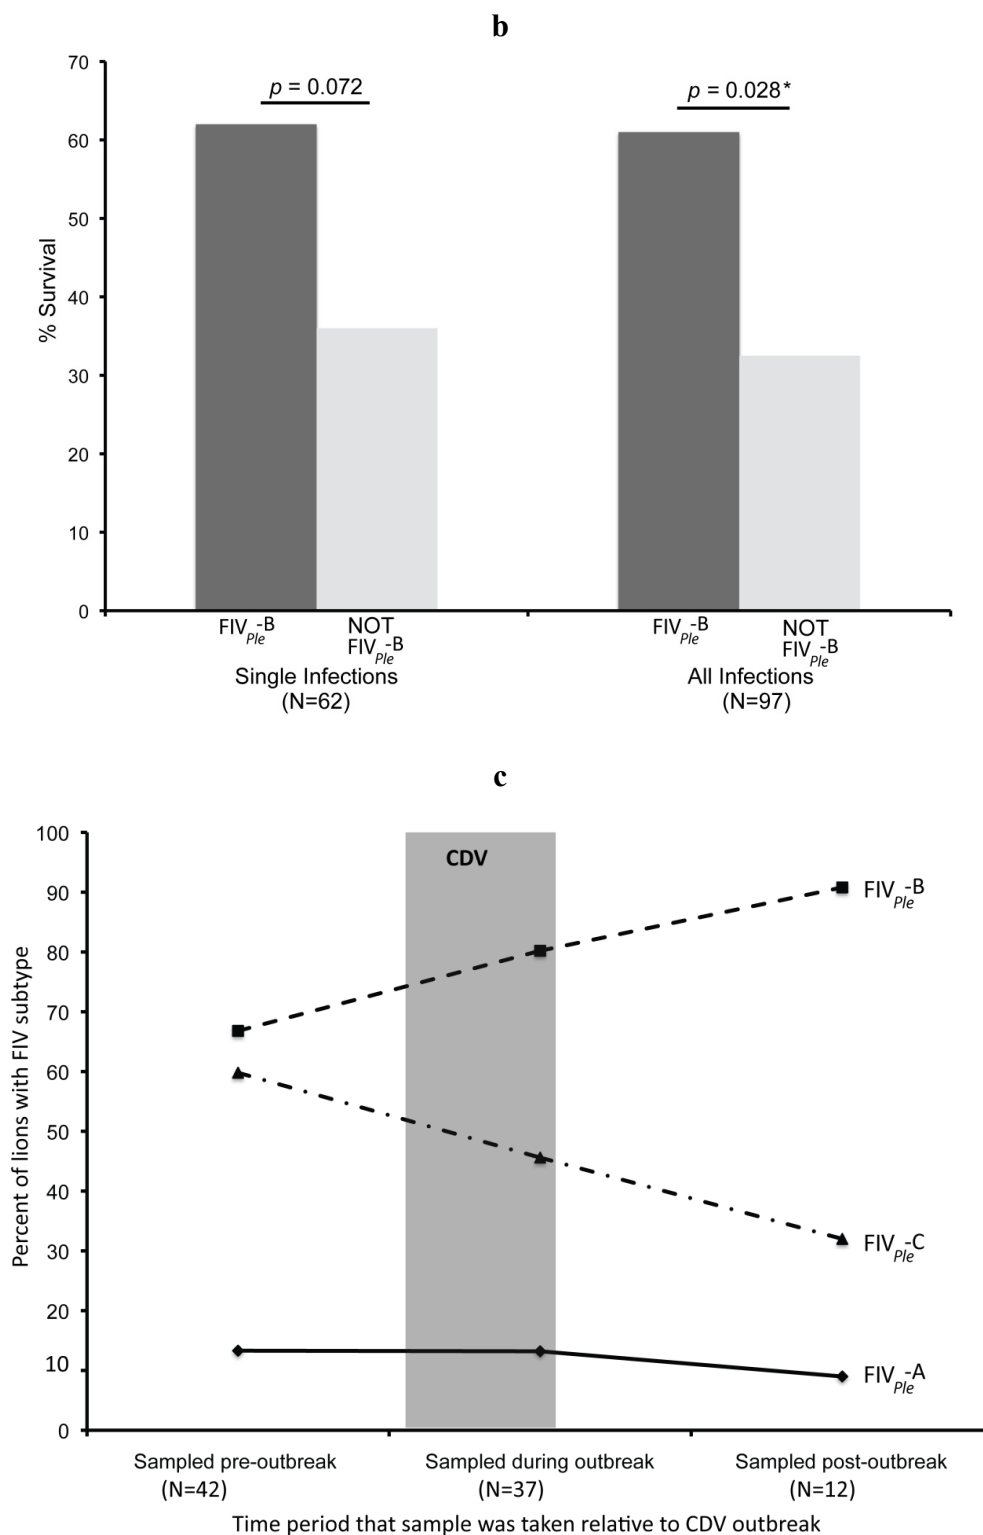 b
70
60
50
40
30
20
10
0
% Survival
p = 0.072
p = 0.028*
FIVPle-B
NOT
FIVPle-B
Single Infections
(N=62)
FIVPle-B
NOT
FIVPle-B
All Infections
(N=97)
c
100
90
80
70
60
50
40
30
20
10
0
Percent of lions with FIV subtype
CDV
FIVPle-B
FIVPle-C
FIVPle-A
Sampled pre-outbreak
(N=42)
Sampled during outbreak
(N=37)
Sampled post-outbreak
(N=12)
Time period that sample was taken relative to CDV outbreak